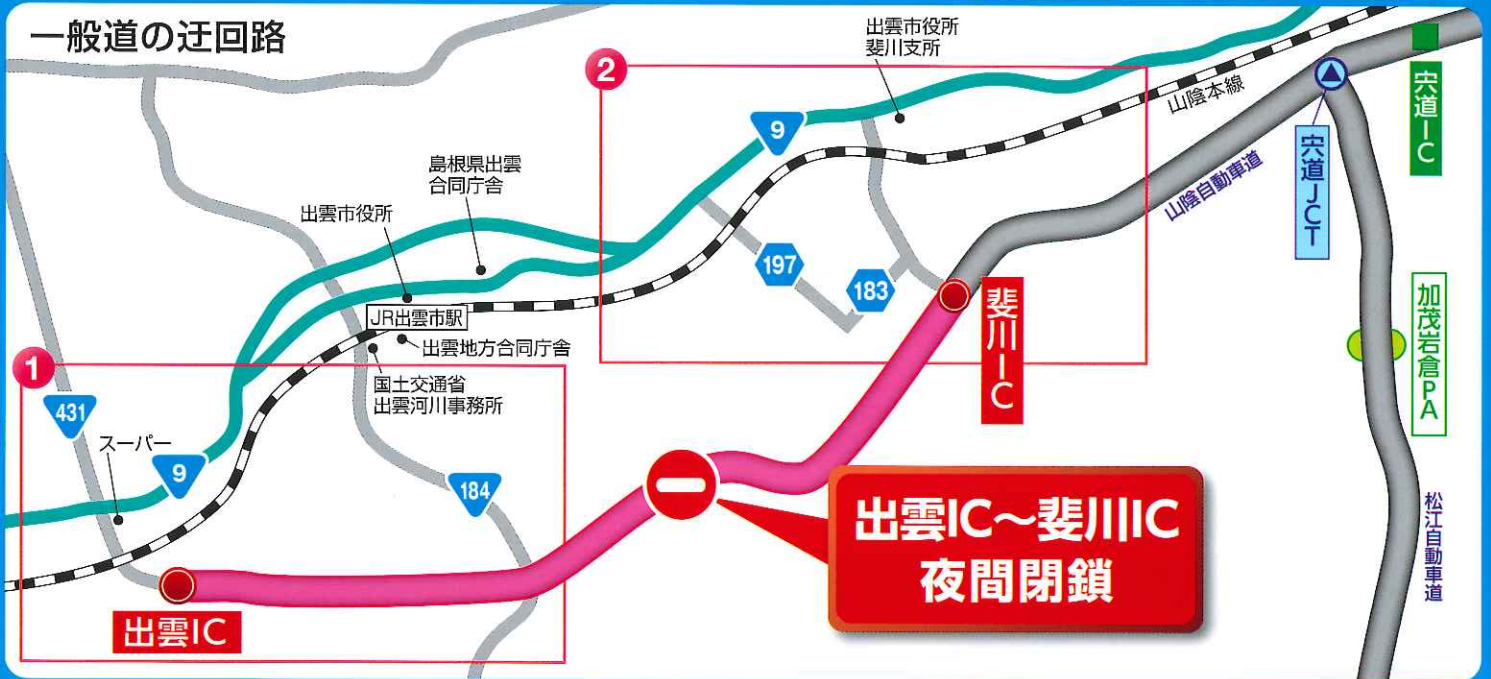 一般道の迂回路
2
出雲市役所
斐川支所
9
山陰本線
宍道IC
宍道JCT
山陰自動車道
島根県出雲
合同庁舎
出雲市役所
197
183
斐川IC
加茂岩倉PA
JR出雲市駅
出雲地方合同庁舎
国土交通省
出雲河川事務所
1
431
スーパー
9
184
出雲IC〜斐川IC
夜間閉鎖
松江自動車道
出雲IC